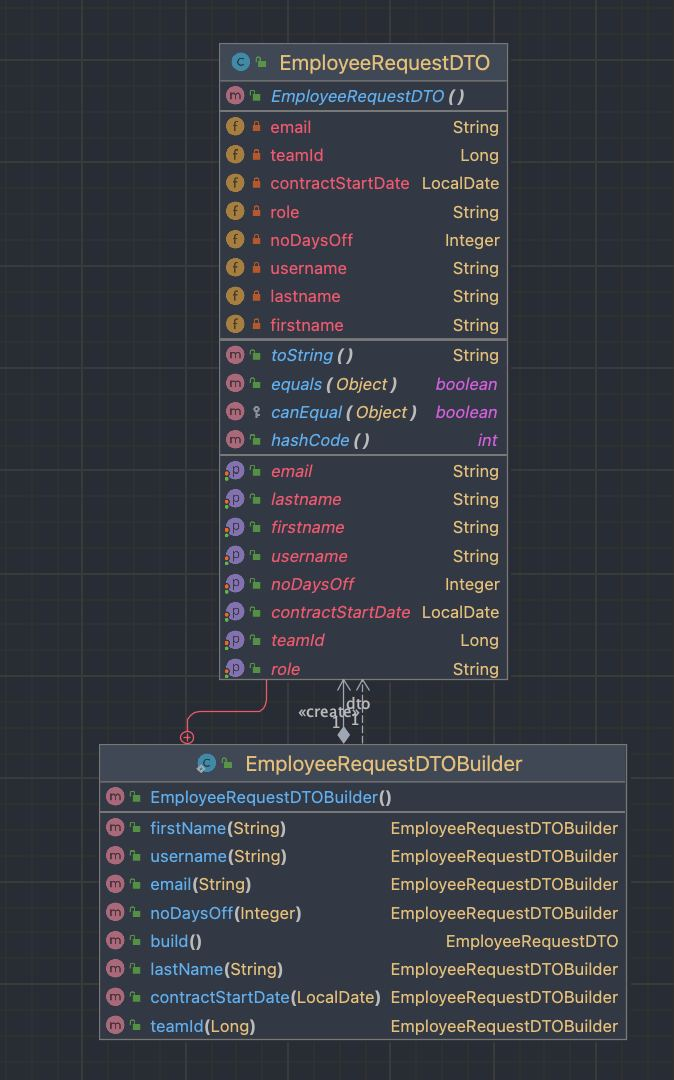 EmployeeRequestDTO
EmployeeRequestDTO ()
email String
teamId Long
contractStartDate LocalDate
role String
noDaysOff Integer
username String
lastname String
firstname String
toString () String
equals (Object) boolean
canEqual (Object) boolean
hashCode () int
email String
lastname String
firstname String
username String
noDaysOff Integer
contractStartDate LocalDate
teamId Long
role String
dto
«create»
1 1
EmployeeRequestDTOBuilder
EmployeeRequestDTOBuilder()
firstName(String) EmployeeRequestDTOBuilder
username(String) EmployeeRequestDTOBuilder
email(String) EmployeeRequestDTOBuilder
noDaysOff(Integer) EmployeeRequestDTOBuilder
build() EmployeeRequestDTO
lastName(String) EmployeeRequestDTOBuilder
contractStartDate(LocalDate) EmployeeRequestDTOBuilder
teamId(Long) EmployeeRequestDTOBuilder